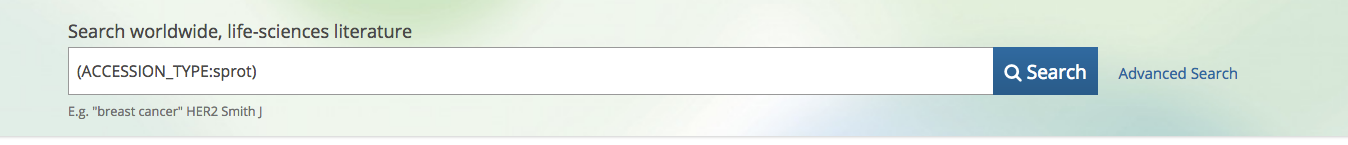 Search worldwide, life-sciences literature
(ACCESSION_TYPE:sprot)
Search
Advanced Search
E.g. "breast cancer" HER2 Smith J